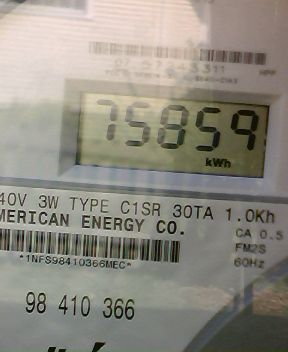 75859
kWh
40V 3W TYPE C1SR 30TA 1.0Kh
MERICAN ENERGY CO.
CA 0.5
FM2S
*1NFS98410366MEC*
60Hz
98 410 366